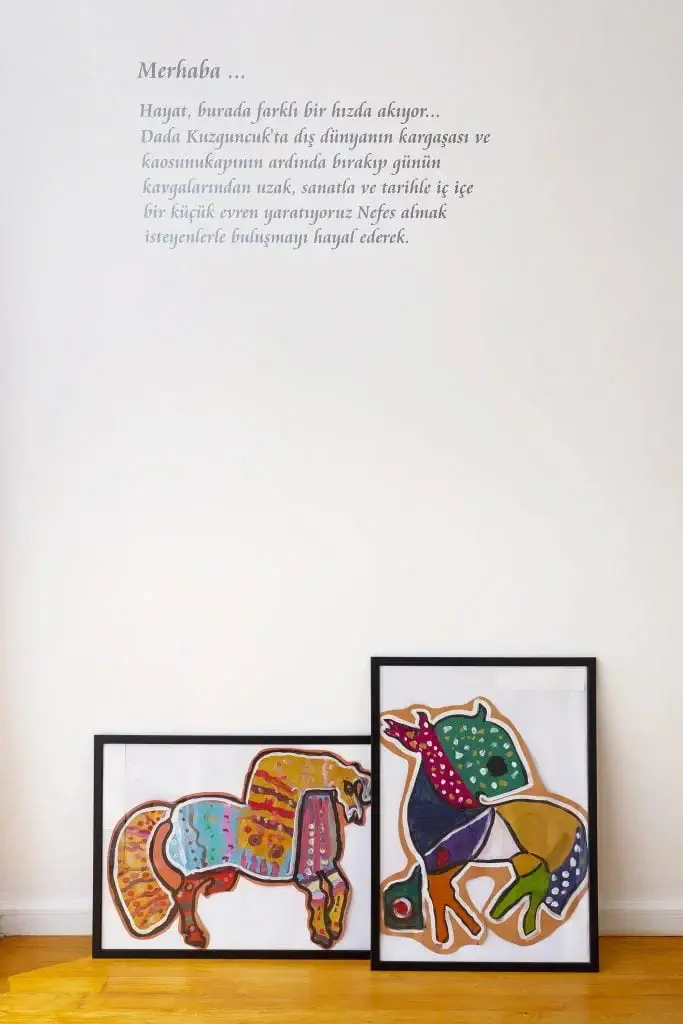 Merhaba ...
Hayat, burada farklı bir hızda akıyor...
Dada Kuzguncuk'ta dış dünyanın kargaşası ve
kaosunukapının ardında bırakıp günün
kavgalarından uzak, sanatla ve tarihle iç içe
bir küçük evren yaratıyoruz Nefes almak
isteyenlerle buluşmayı hayal ederek.